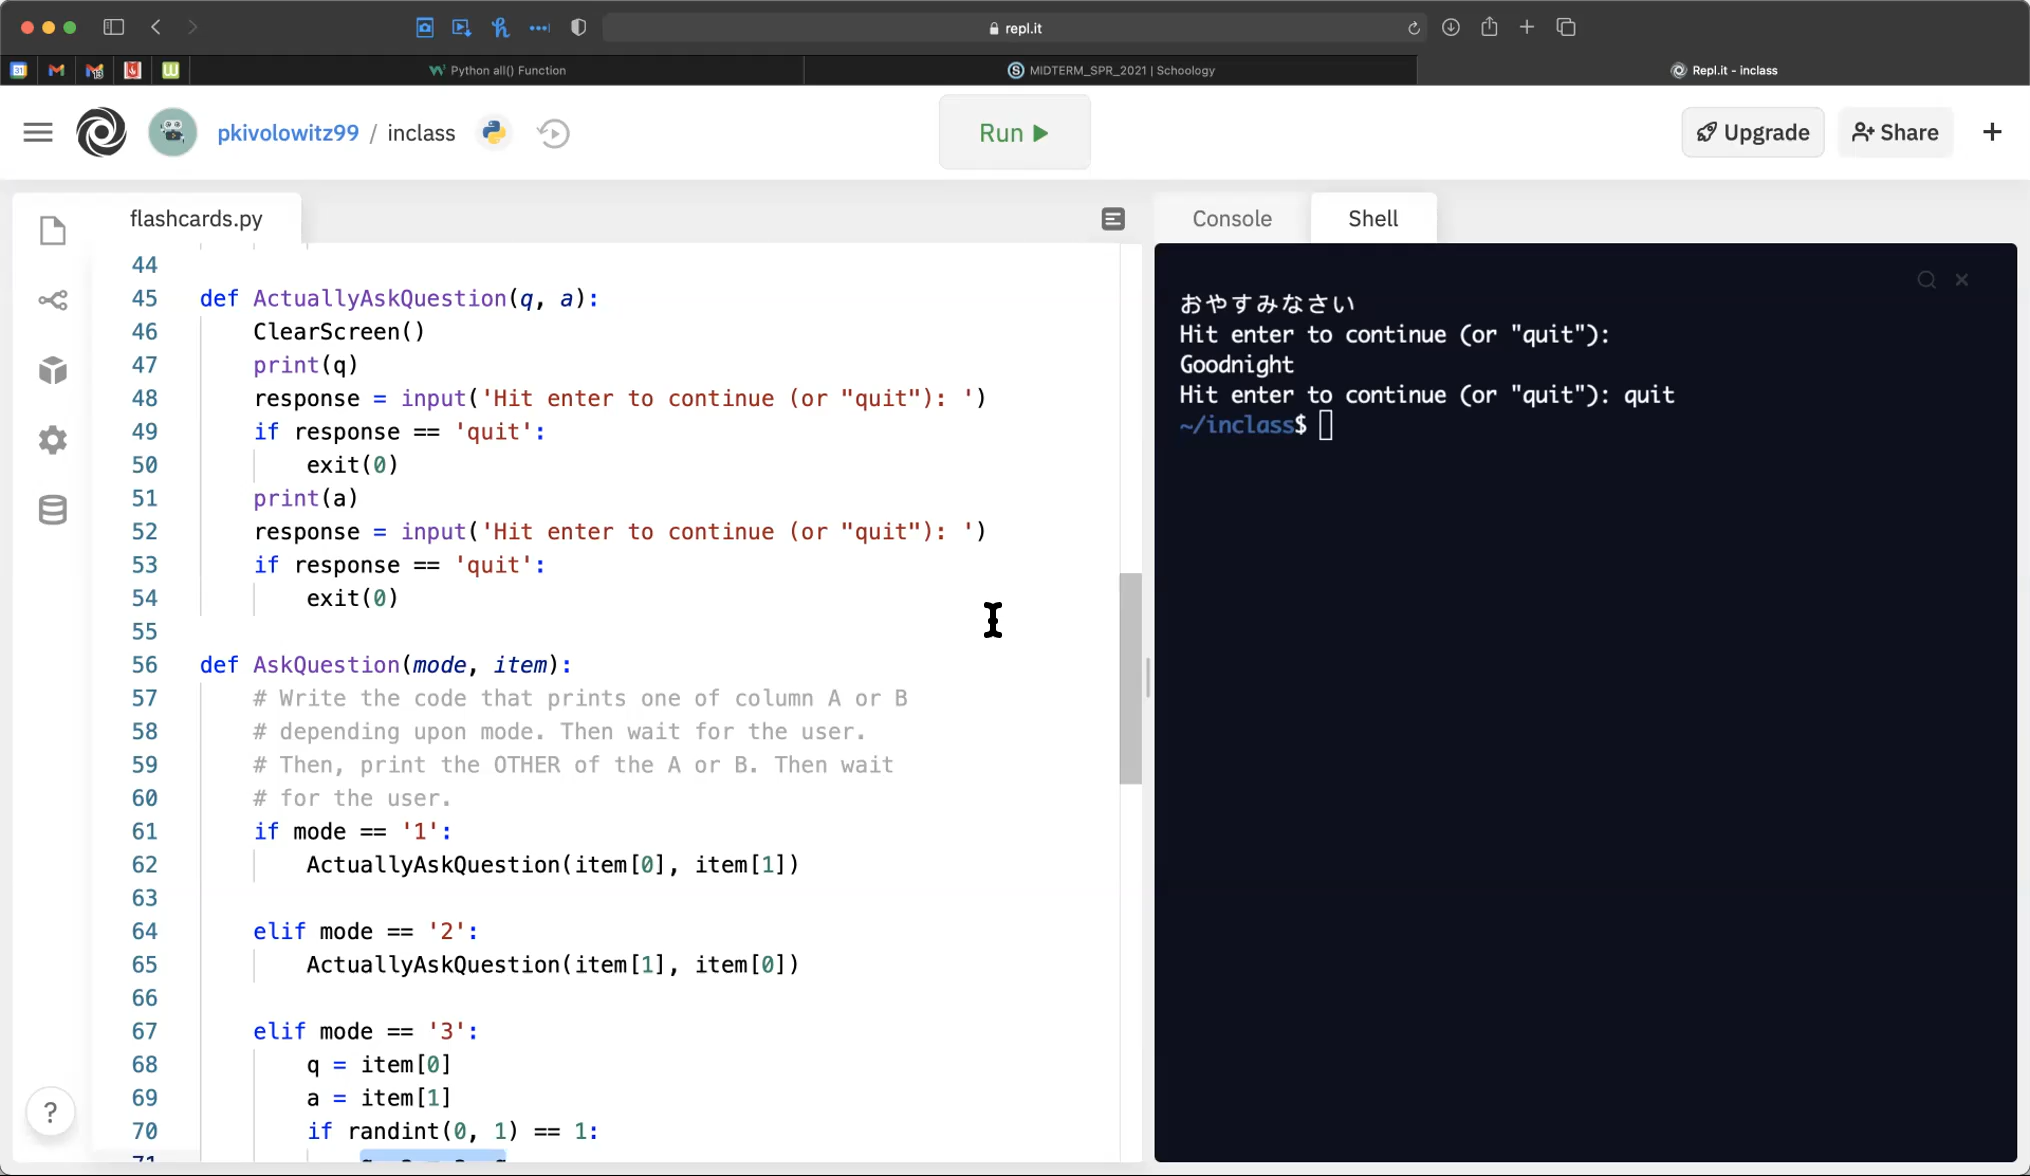 repl.it
Python all() Function
MIDTERM_SPR_2021 | Schoology
Repl.it - inclass
pkivolowitz99 / inclass
Run
Upgrade
Share
flashcards.py
Console
Shell
44
45 def ActuallyAskQuestion(q, a):
46 ClearScreen()
47 print(q)
48 response = input('Hit enter to continue (or "quit"): ')
49 if response == 'quit':
50 exit(0)
51 print(a)
52 response = input('Hit enter to continue (or "quit"): ')
53 if response == 'quit':
54 exit(0)
55
56 def AskQuestion(mode, item):
57 # Write the code that prints one of column A or B
58 # depending upon mode. Then wait for the user.
59 # Then, print the OTHER of the A or B. Then wait
60 # for the user.
61 if mode == '1':
62 ActuallyAskQuestion(item[0], item[1])
63
64 elif mode == '2':
65 ActuallyAskQuestion(item[1], item[0])
66
67 elif mode == '3':
68 q = item[0]
69 a = item[1]
70 if randint(0, 1) == 1:
71
おやすみなさい
Hit enter to continue (or "quit"):
Goodnight
Hit enter to continue (or "quit"): quit
~/inclass$